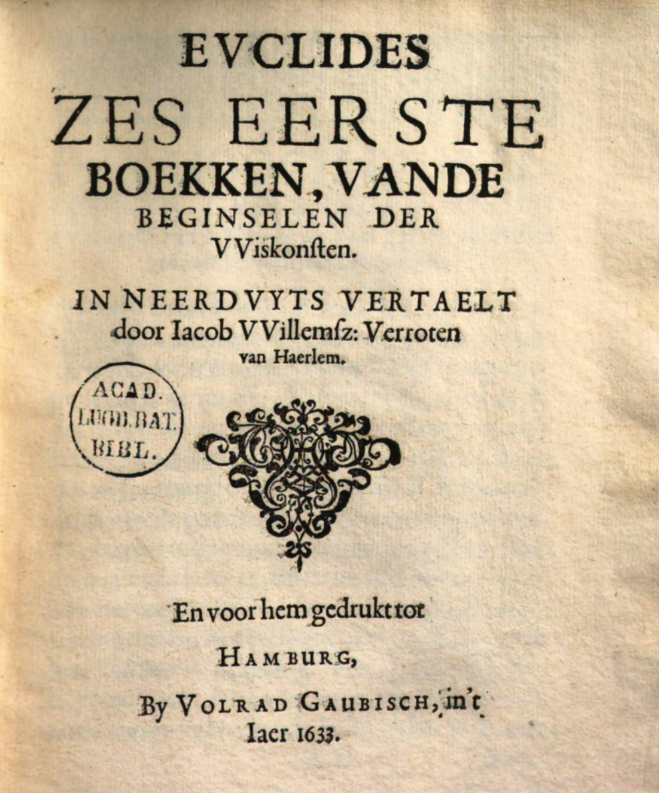 EVCLIDES
ZES EERSTE
BOEKKEN, VANDE
BEGINSELEN DER
VViskonſten.
IN NEERDVYTS VERTAELT
door Iacob VVillemſz: Verroten
van Haerlem.
ACAD.
LUGD. BAT.
BIBL.
En voor hem gedrukt tot
HAMBURG,
By VOLRAD GAUBISCH, in't
Iaer 1633.